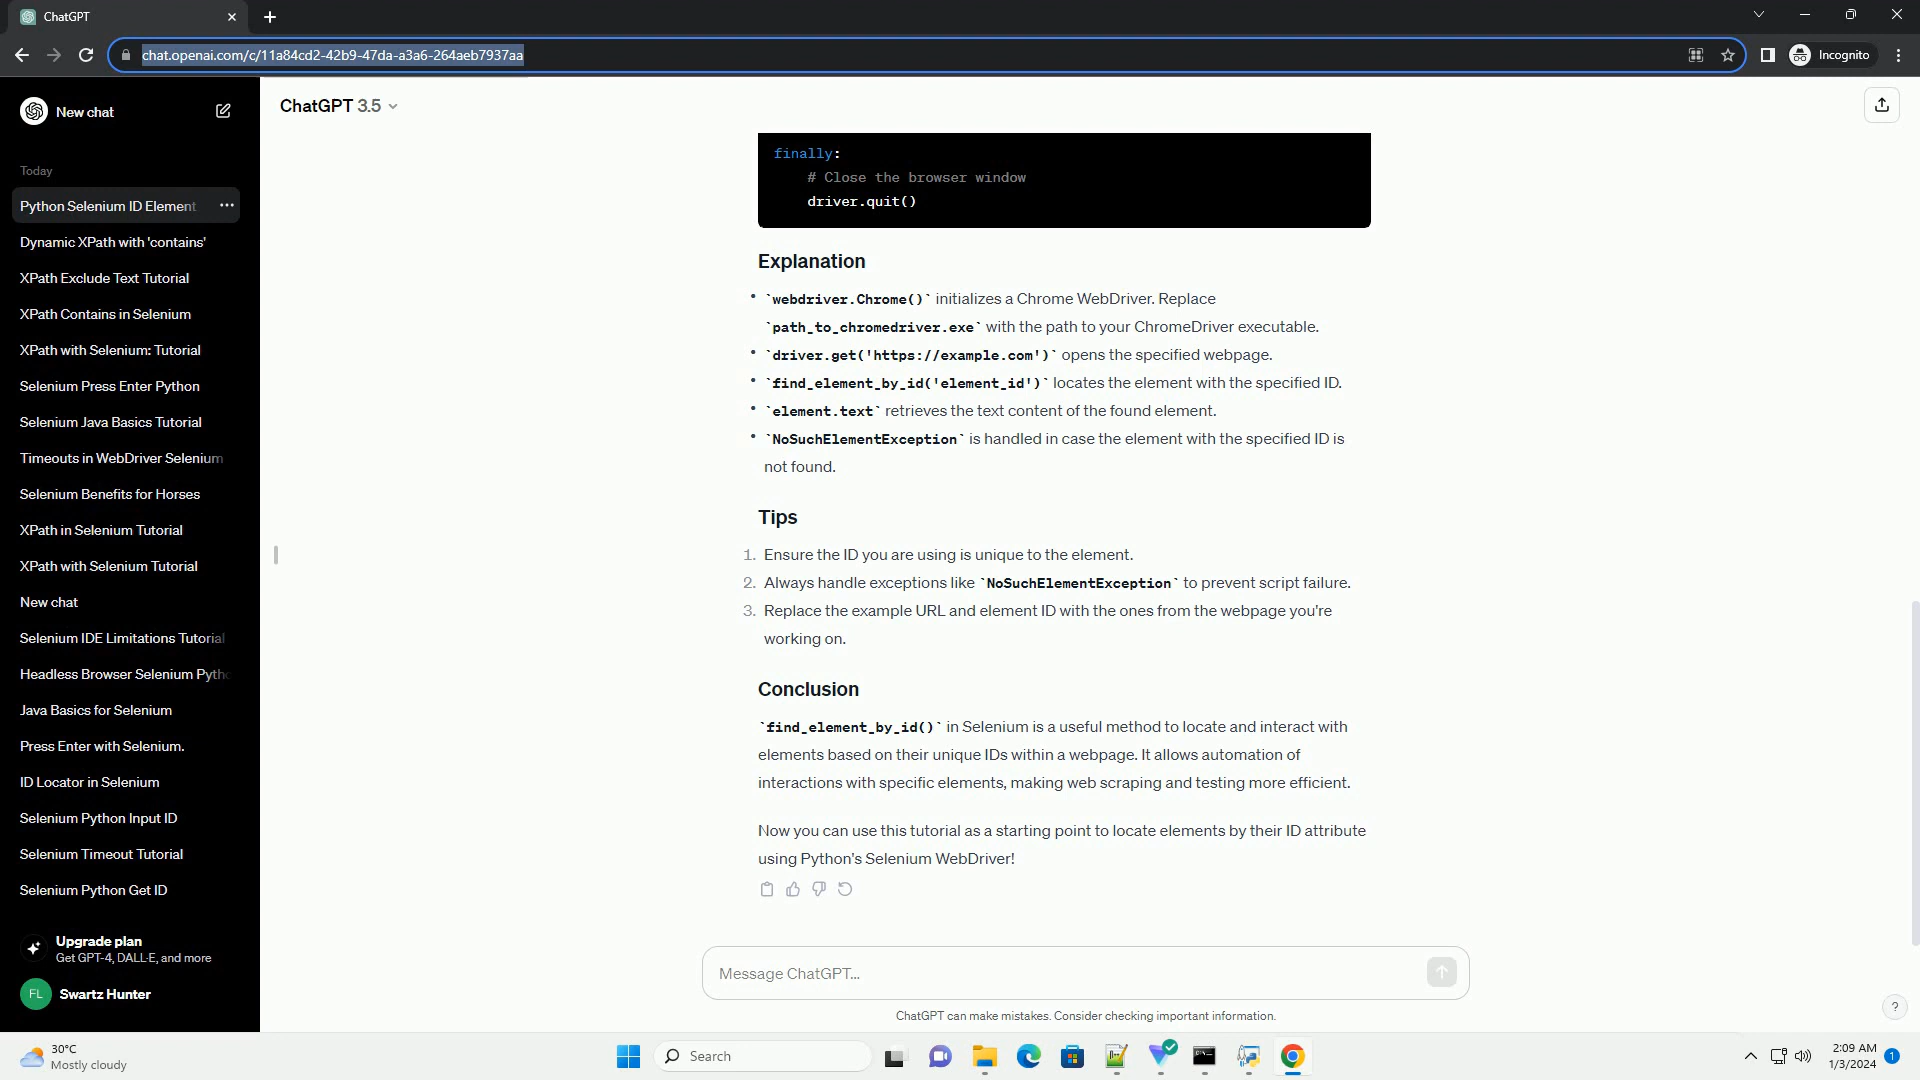 ChatGPT
chat.openai.com/c/11a84cd2-42b9-47da-a3a6-264aeb7937aa
Incognito
New chat
ChatGPT 3.5
Today
Python Selenium ID Element
Dynamic XPath with 'contains'
XPath Exclude Text Tutorial
XPath Contains in Selenium
XPath with Selenium: Tutorial
Selenium Press Enter Python
Selenium Java Basics Tutorial
Timeouts in WebDriver Selenium
Selenium Benefits for Horses
XPath in Selenium Tutorial
XPath with Selenium Tutorial
New chat
Selenium IDE Limitations Tutorial
Headless Browser Selenium Pytho
Java Basics for Selenium
Press Enter with Selenium.
ID Locator in Selenium
Selenium Python Input ID
Selenium Timeout Tutorial
Selenium Python Get ID
Upgrade plan
Get GPT-4, DALL·E, and more
FL Swartz Hunter
finally:
# Close the browser window
driver.quit()
Explanation
• `webdriver.Chrome()` initializes a Chrome WebDriver. Replace
`path_to_chromedriver.exe` with the path to your ChromeDriver executable.
• `driver.get('https://example.com')` opens the specified webpage.
• `find_element_by_id('element_id')` locates the element with the specified ID.
• `element.text` retrieves the text content of the found element.
• `NoSuchElementException` is handled in case the element with the specified ID is
not found.
Tips
1. Ensure the ID you are using is unique to the element.
2. Always handle exceptions like `NoSuchElementException` to prevent script failure.
3. Replace the example URL and element ID with the ones from the webpage you're
working on.
Conclusion
`find_element_by_id()` in Selenium is a useful method to locate and interact with
elements based on their unique IDs within a webpage. It allows automation of
interactions with specific elements, making web scraping and testing more efficient.
Now you can use this tutorial as a starting point to locate elements by their ID attribute
using Python's Selenium WebDriver!
Message ChatGPT...
ChatGPT can make mistakes. Consider checking important information.
?
30°C
Mostly cloudy
Search
2:09 AM
1/3/2024
1